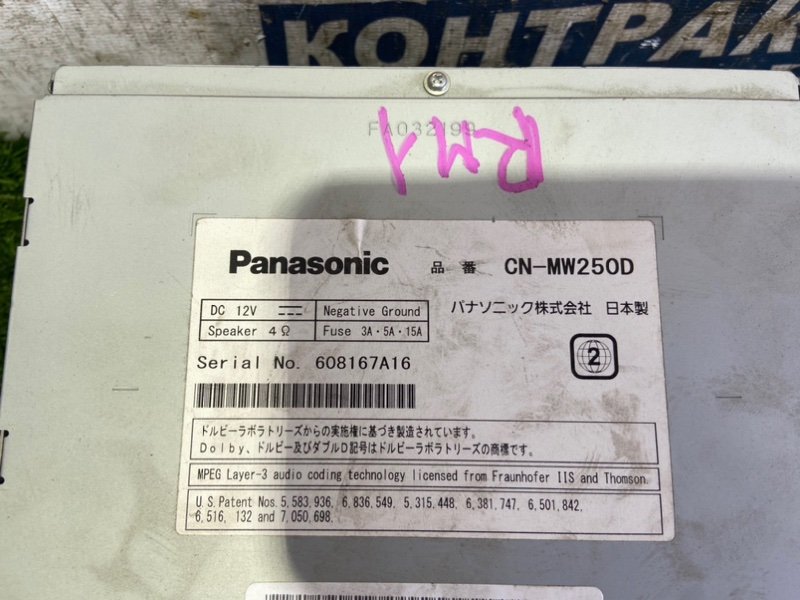 КОНТРАК
FA032199
RM1
Panasonic 品番 CN-MW250D
DC 12V Negative Ground
Speaker 4Ω Fuse 3A・5A・15A
パナソニック株式会社 日本製
2
Serial No. 608167A16
ドルビーラボラトリーズからの実施権に基づき製造されています。
Dolby、ドルビー及びダブルD記号はドルビーラボラトリーズの商標です。
MPEG Layer-3 audio coding technology licensed from Fraunhofer IIS and Thomson.
U.S. Patent Nos. 5,583,936, 6,836,549, 5,315,448, 6,381,747, 6,501,842,
6,516, 132 and 7,050,698.